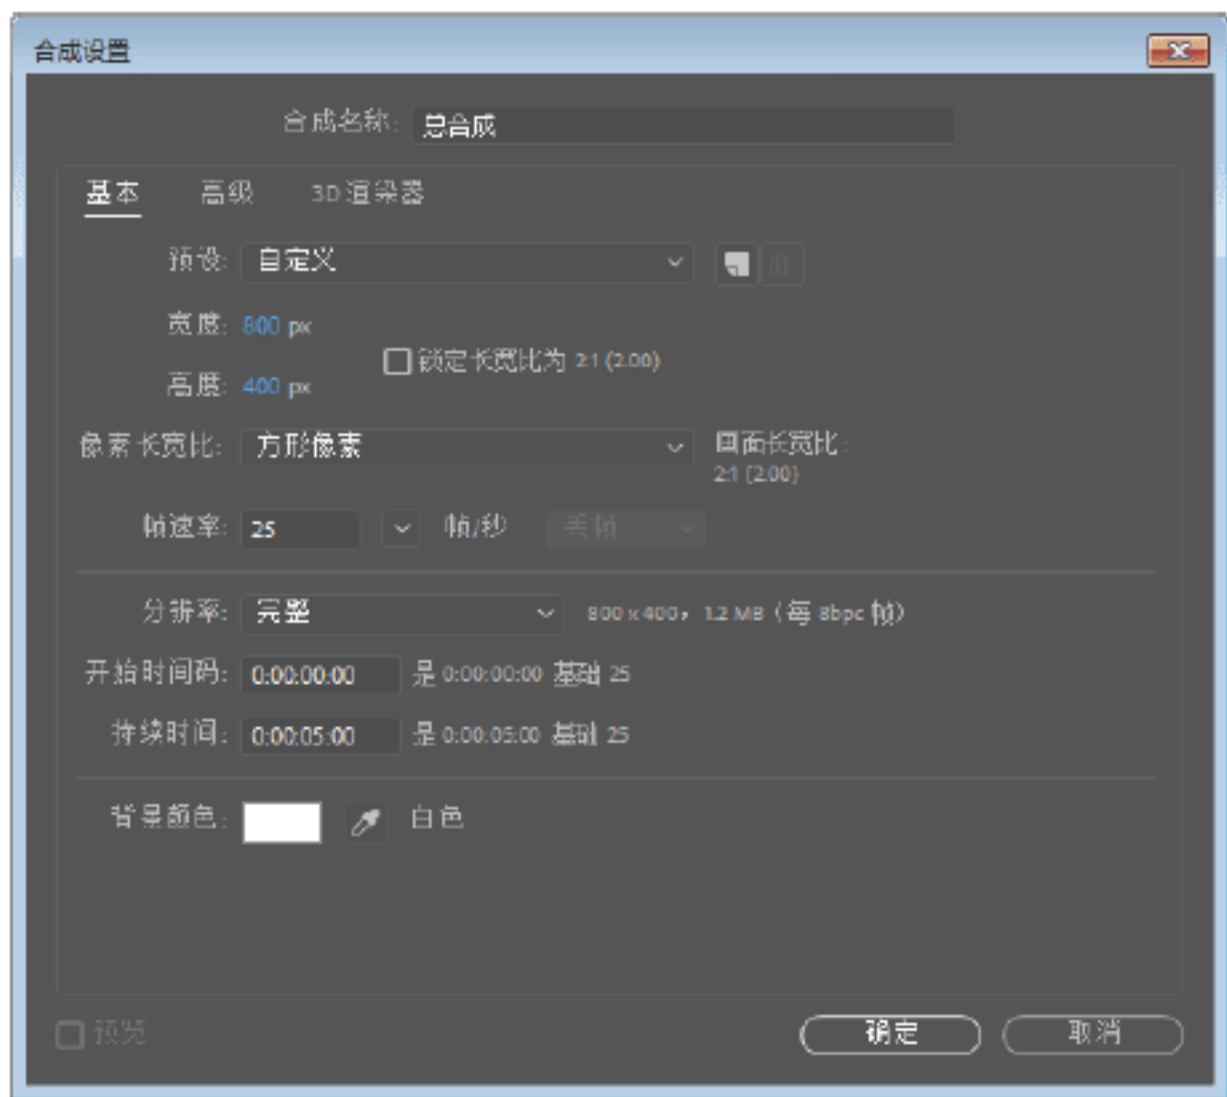 合成设置
合成名称: 总合成
基本 高级 3D 渲染器
预设: 自定义
宽度: 800 px
锁定长宽比为 2:1 (2.00)
高度: 400 px
像素长宽比: 方形像素 画面长宽比:
2:1 (2.00)
帧速率: 25 帧/秒 丢帧
分辨率: 完整 800 x 400，1.2 MB（每 8bpc 帧）
开始时间码: 0:00:00:00 是 0:00:00:00 基础 25
持续时间: 0:00:05:00 是 0:00:05:00 基础 25
背景颜色: 白色
预览 确定 取消